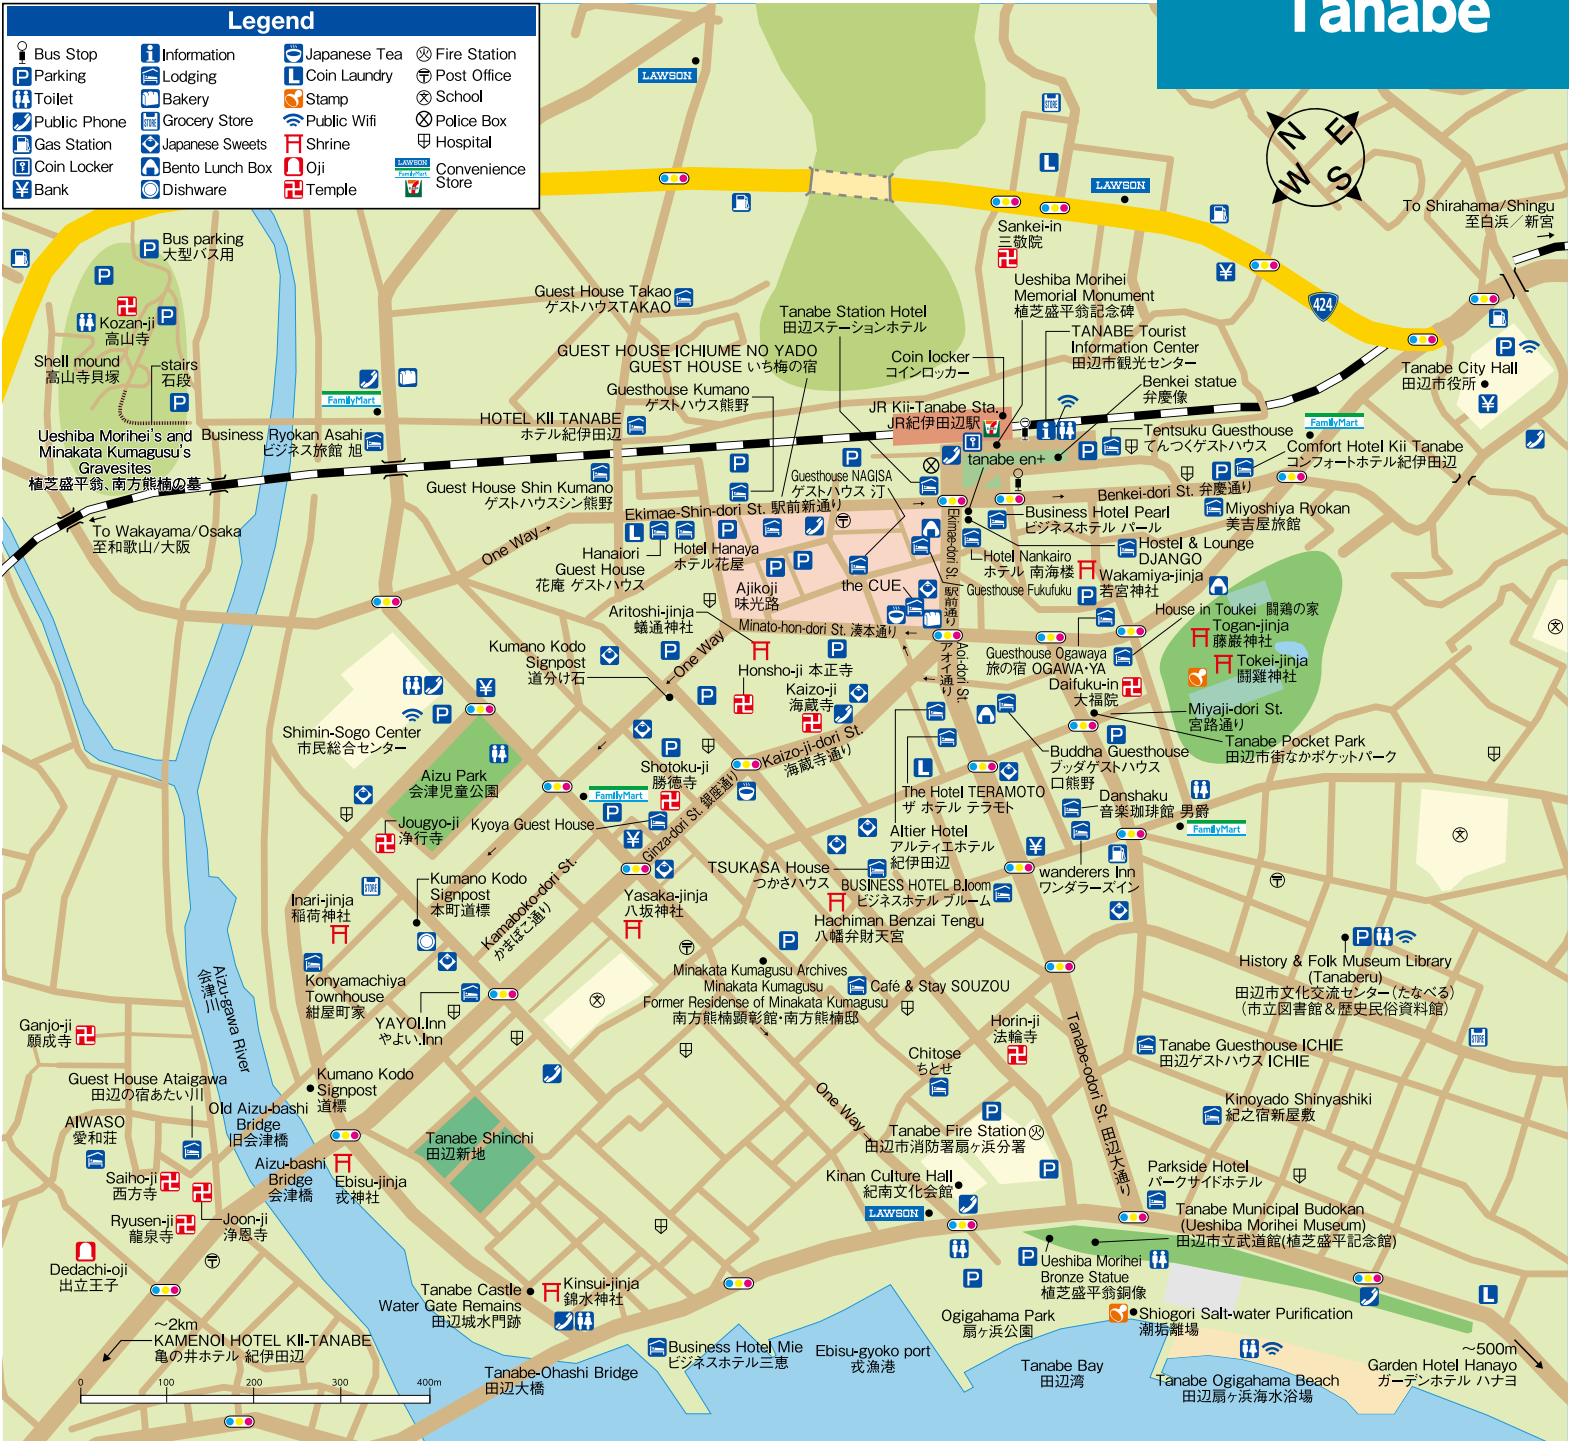 Tanabe
Legend
Bus Stop
Parking
Toilet
Public Phone
Gas Station
Coin Locker
Bank
Information
Lodging
Bakery
Grocery Store
Japanese Sweets
Bento Lunch Box
Dishware
Japanese Tea
Coin Laundry
Stamp
Public Wifi
Shrine
Oji
Temple
Fire Station
Post Office
School
Police Box
Hospital
LAWSON
FamilyMart
Convenience
Store
LAWSON
STORE
N
E
W
S
LAWSON
To Shirahama/Shingu
至白浜／新宮
Bus parking
大型バス用
Sankei-in
三敬院
424
Kozan-ji
高山寺
Shell mound
高山寺貝塚
stairs
石段
Ueshiba Morihei's and
Minakata Kumagusu's
Gravesites
植芝盛平翁、南方熊楠の墓
To Wakayama/Osaka
至和歌山/大阪
Guest House Takao
ゲストハウスTAKAO
Tanabe Station Hotel
田辺ステーションホテル
Ueshiba Morihei
Memorial Monument
植芝盛平翁記念碑
TANABE Tourist
Information Center
田辺市観光センター
GUEST HOUSE ICHIUME NO YADO
GUEST HOUSE いち梅の宿
Coin locker
コインロッカー
Benkei statue
弁慶像
Tanabe City Hall
田辺市役所
Guesthouse Kumano
ゲストハウス熊野
FamilyMart
HOTEL KII TANABE
ホテル紀伊田辺
JR Kii-Tanabe Sta.
JR紀伊田辺駅
FamilyMart
Business Ryokan Asahi
ビジネス旅館 旭
Tentsuku Guesthouse
てんつくゲストハウス
Comfort Hotel Kii Tanabe
コンフォートホテル紀伊田辺
tanabe en+
Guest House Shin Kumano
ゲストハウスシン熊野
Guesthouse NAGISA
ゲストハウス 汀
Benkei-dori St. 弁慶通り
Ekimae-Shin-dori St. 駅前新通り
Business Hotel Pearl
ビジネスホテル パール
Miyoshiya Ryokan
美吉屋旅館
One Way
Hanaiori
Guest House
花庵 ゲストハウス
Hotel Hanaya
ホテル花屋
Ekimae-dori St. 駅前通り
Hostel & Lounge
DJANGO
Hotel Nankairo
ホテル 南海楼
Ajikoji
味光路
the CUE
Guesthouse Fukufuku
Wakamiya-jinja
若宮神社
Aritoshi-jinja
蟻通神社
Minato-hon-dori St. 湊本通り
House in Toukei 闘鶏の家
Togan-jinja
藤巌神社
Tokei-jinja
闘雞神社
Kumano Kodo
Signpost
道分け石
One Way
Honsho-ji 本正寺
Aoi-dori St.
アオイ通り
Guesthouse Ogawaya
旅の宿 OGAWA・YA
Daifuku-in
大福院
Kaizo-ji
海蔵寺
Miyaji-dori St.
宮路通り
Shimin-Sogo Center
市民総合センター
Kaizo-ji-dori St.
海蔵寺通り
Tanabe Pocket Park
田辺市街なかポケットパーク
Buddha Guesthouse
ブッダゲストハウス
口熊野
Aizu Park
会津児童公園
Shotoku-ji
勝徳寺
FamilyMart
The Hotel TERAMOTO
ザ ホテル テラモト
Danshaku
音楽珈琲館 男爵
Jougyo-ji
浄行寺
Kyoya Guest House
Ginza-dori St. 銀座通り
Altier Hotel
アルティエホテル
紀伊田辺
FamilyMart
TSUKASA House
つかさハウス
wanderers Inn
ワンダラーズイン
STORE
Kumano Kodo
Signpost
本町道標
Inari-jinja
稲荷神社
Yasaka-jinja
八坂神社
BUSINESS HOTEL B.loom
ビジネスホテル ブルーム
Kamaboko-dori St.
かまぼこ通り
Hachiman Benzai Tengu
八幡弁財天宮
Konyamachiya
Townhouse
紺屋町家
Minakata Kumagusu Archives
Minakata Kumagusu
Former Residense of Minakata Kumagusu
南方熊楠顕彰館・南方熊楠邸
Café & Stay SOUZOU
History & Folk Museum Library
(Tanaberu)
田辺市文化交流センター(たなべる)
(市立図書館＆歴史民俗資料館)
Aizu-gawa River
会津川
YAYOI.Inn
やよい.Inn
Ganjo-ji
願成寺
Horin-ji
法輪寺
STORE
Tanabe Guesthouse ICHIE
田辺ゲストハウス ICHIE
Chitose
ちとせ
Tanabe-odori St. 田辺大通り
Guest House Ataigawa
田辺の宿あたい川
Kumano Kodo
Signpost
道標
One Way
Kinoyado Shinyashiki
紀之宿新屋敷
AIWASO
愛和荘
Old Aizu-bashi
Bridge
旧会津橋
Tanabe Shinchi
田辺新地
Tanabe Fire Station
田辺市消防署扇ヶ浜分署
Aizu-bashi
Bridge
会津橋
Ebisu-jinja
戎神社
Saiho-ji
西方寺
Kinan Culture Hall
紀南文化会館
LAWSON
Parkside Hotel
パークサイドホテル
Ryusen-ji
龍泉寺
Joon-ji
浄恩寺
Tanabe Municipal Budokan
(Ueshiba Morihei Museum)
田辺市立武道館(植芝盛平記念館)
Dedachi-oji
出立王子
Ueshiba Morihei
Bronze Statue
植芝盛平翁銅像
Tanabe Castle
Water Gate Remains
田辺城水門跡
Kinsui-jinja
錦水神社
Ogigahama Park
扇ヶ浜公園
Shiogori Salt-water Purification
潮垢離場
～2km
KAMENOI HOTEL KII-TANABE
亀の井ホテル 紀伊田辺
Business Hotel Mie
ビジネスホテル三恵
Ebisu-gyoko port
戎漁港
Tanabe Bay
田辺湾
Tanabe Ogigahama Beach
田辺扇ヶ浜海水浴場
～500m
Garden Hotel Hanayo
ガーデンホテル ハナヨ
Tanabe-Ohashi Bridge
田辺大橋
0 100 200 300 400m